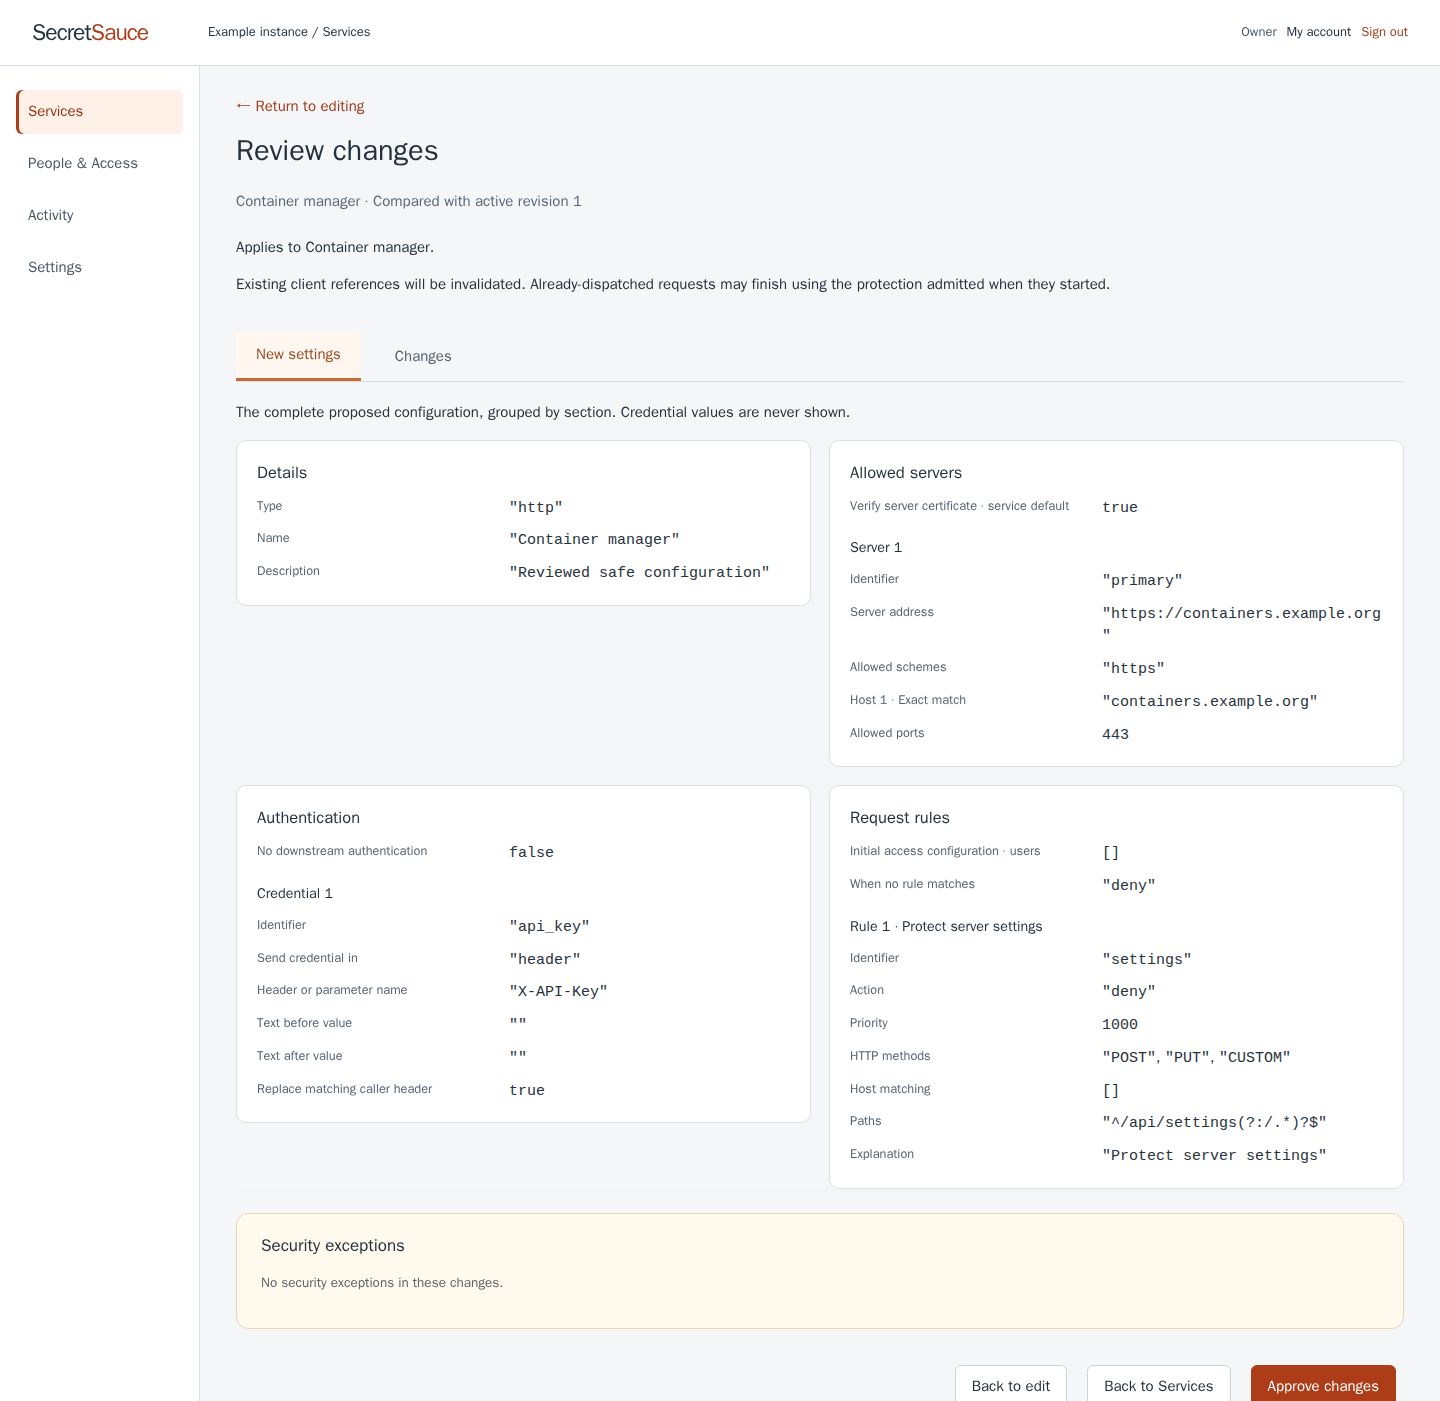 SecretSauce
Example instance / Services
Owner My account Sign out
Services
People & Access
Activity
Settings
← Return to editing
Review changes
Container manager · Compared with active revision 1
Applies to Container manager.
Existing client references will be invalidated. Already-dispatched requests may finish using the protection admitted when they started.
New settings
Changes
The complete proposed configuration, grouped by section. Credential values are never shown.
Details
Type "http"
Name "Container manager"
Description "Reviewed safe configuration"
Allowed servers
Verify server certificate · service default true
Server 1
Identifier "primary"
Server address "https://containers.example.org
"
Allowed schemes "https"
Host 1 · Exact match "containers.example.org"
Allowed ports 443
Authentication
No downstream authentication false
Credential 1
Identifier "api_key"
Send credential in "header"
Header or parameter name "X-API-Key"
Text before value ""
Text after value ""
Replace matching caller header true
Request rules
Initial access configuration · users []
When no rule matches "deny"
Rule 1 · Protect server settings
Identifier "settings"
Action "deny"
Priority 1000
HTTP methods "POST", "PUT", "CUSTOM"
Host matching []
Paths "^/api/settings(?:/.*)?$"
Explanation "Protect server settings"
Security exceptions
No security exceptions in these changes.
Back to edit
Back to Services
Approve changes